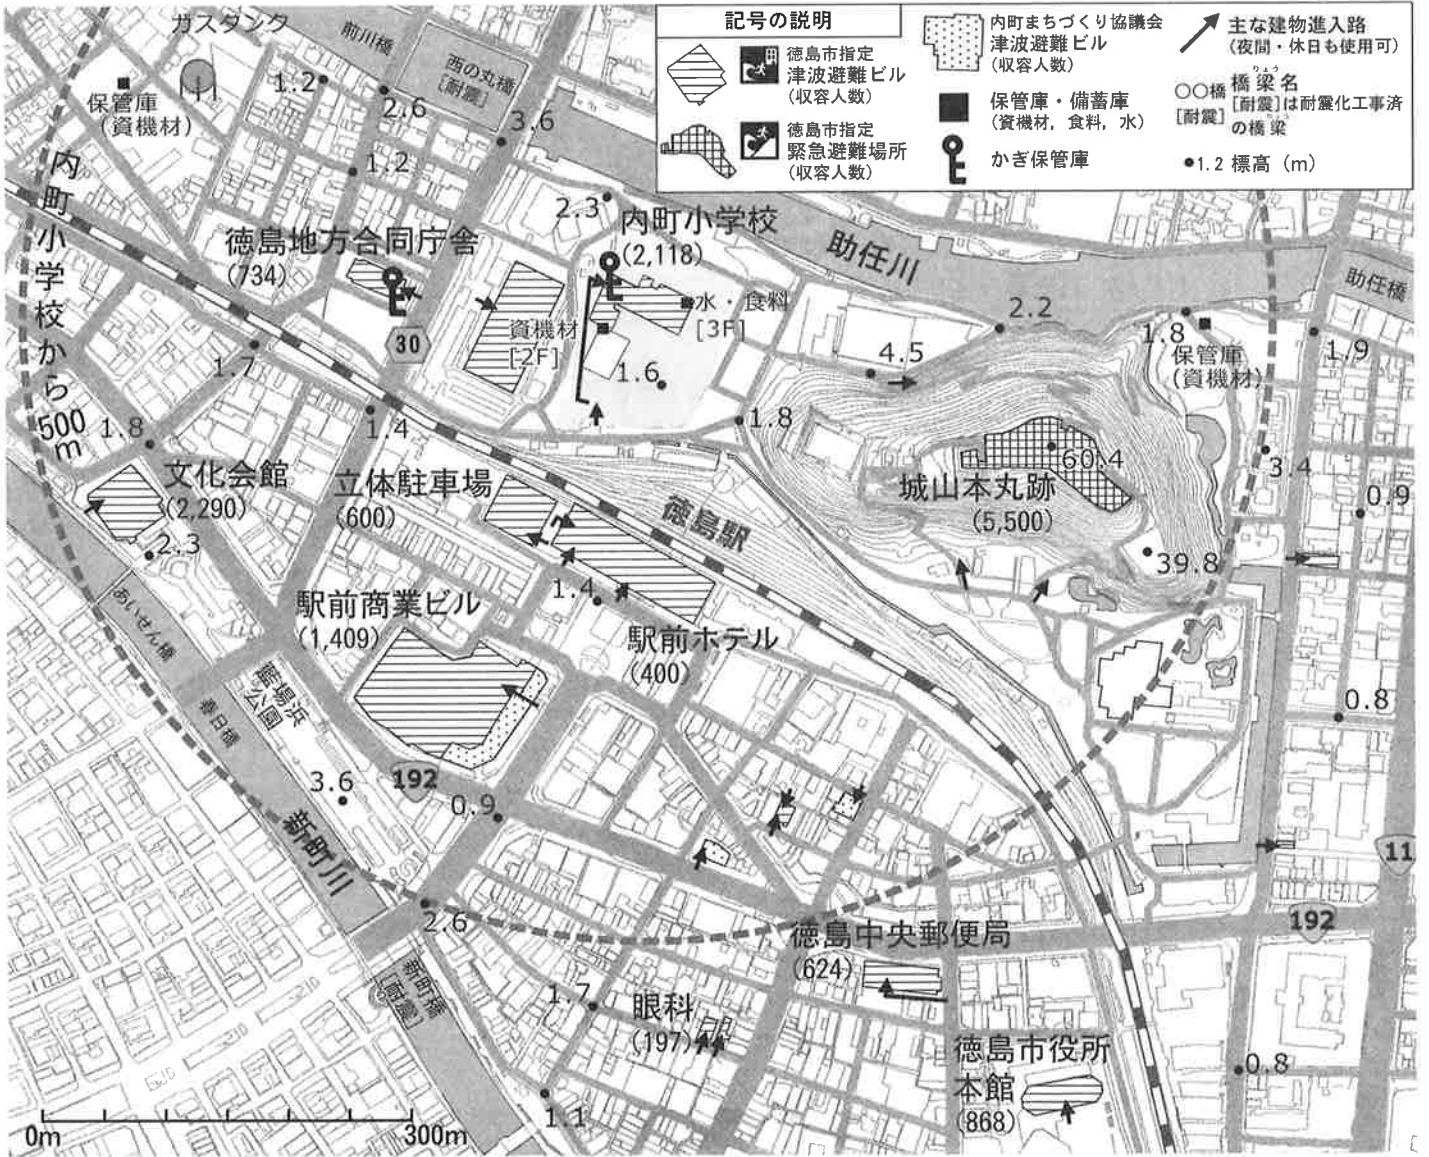 記号の説明
徳島市指定
津波避難ビル
(収容人数)
徳島市指定
緊急避難場所
(収容人数)
内町まちづくり協議会
津波避難ビル
(収容人数)
保管庫・備蓄庫
(資機材，食料，水)
かぎ保管庫
主な建物進入路
(夜間・休日も使用可)
○○橋
[耐震]
りょう
橋梁名
[耐震]は耐震化工事済
の橋梁
•1.2 標高 (m)
ガスタンク
前川橋
西の丸橋
[耐震]
保管庫
(資機材)
1.2
2.6
3.6
1.2
内町小学校から500m
徳島地方合同庁舎
(734)
30
2.3
内町小学校
(2,118)
水・食料
[3F]
資機材
[2F]
1.6
助任川
助任橋
2.2
4.5
1.8
保管庫
(資機材)
1.9
1.7
1.8
1.4
1.8
3.4
0.9
文化会館
(2,290)
2.3
立体駐車場
(600)
徳島駅
城山本丸跡
(5,500)
60.4
39.8
あいせん橋
春日橋
藍場浜
公園
駅前商業ビル
(1,409)
1.4
駅前ホテル
(400)
0.8
3.6
192
0.9
新町川
2.6
11
192
徳島中央郵便局
(624)
新町橋
[耐震]
1.7
眼科
(197)
徳島市役所
本館
(868)
0.8
1.1
0m
300m